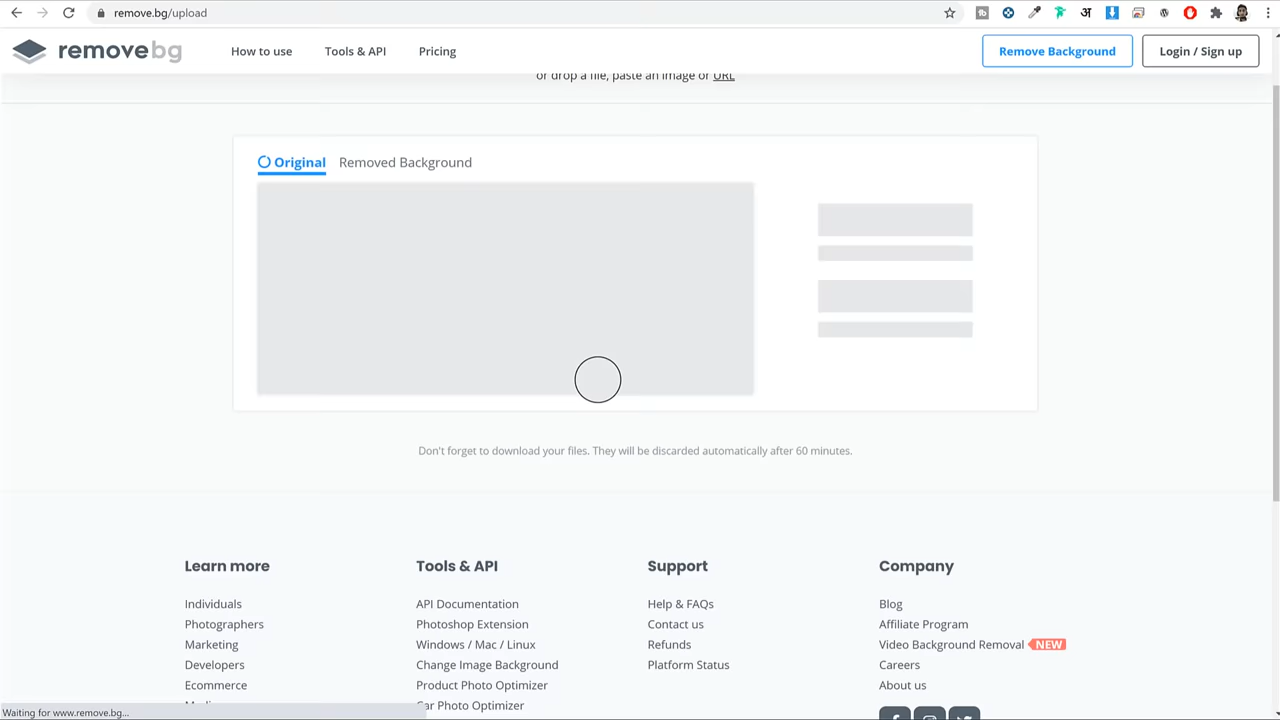 remove.bg/upload
removebg
How to use
Tools & API
Pricing
Remove Background
Login / Sign up
or drop a file, paste an image or URL
Original
Removed Background
Don't forget to download your files. They will be discarded automatically after 60 minutes.
Learn more
Individuals
Photographers
Marketing
Developers
Ecommerce
Tools & API
API Documentation
Photoshop Extension
Windows / Mac / Linux
Change Image Background
Product Photo Optimizer
Car Photo Optimizer
Support
Help & FAQs
Contact us
Refunds
Platform Status
Company
Blog
Affiliate Program
Video Background Removal NEW
Careers
About us
Waiting for www.remove.bg...